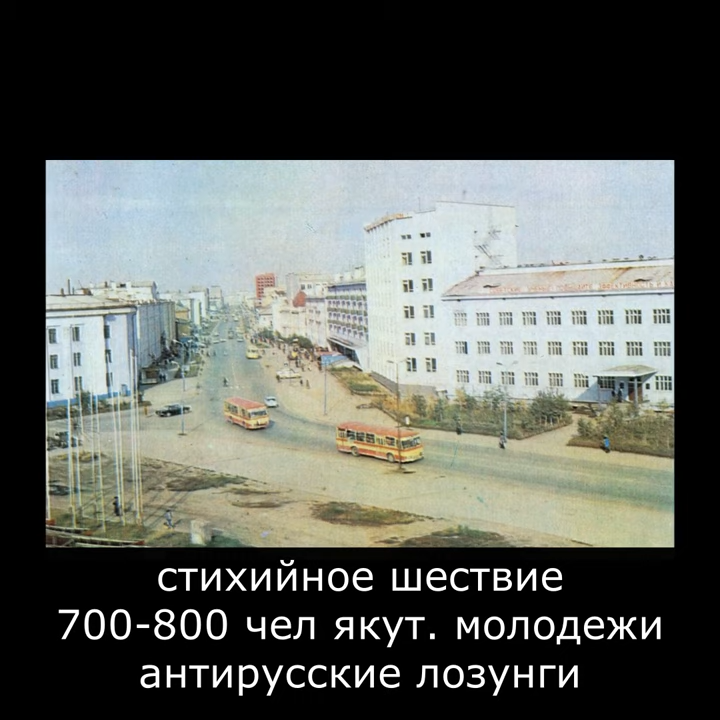 стихийное шествие
700-800 чел якут. молодежи
антирусские лозунги